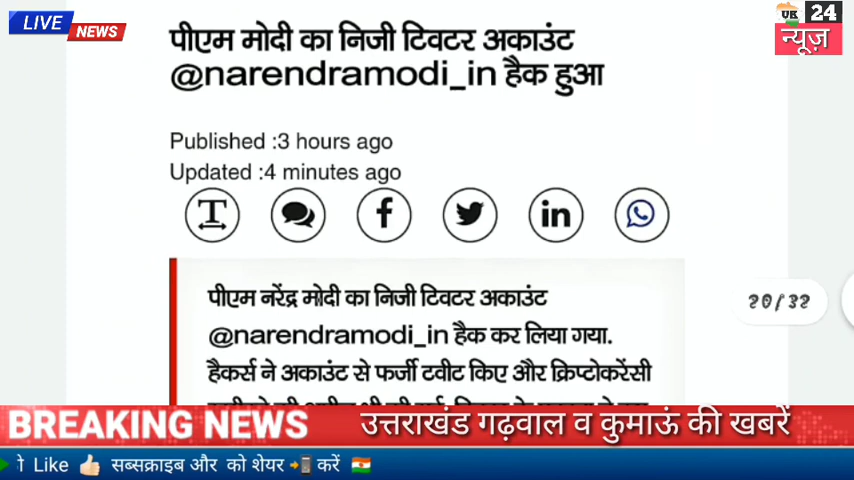 LIVE
NEWS
UK 24
न्यूज़
पीएम मोदी का निजी टिवटर अकाउंट
@narendramodi_in हैक हुआ
Published :3 hours ago
Updated :4 minutes ago
पीएम नरेंद्र मोदी का निजी टिवटर अकाउंट
@narendramodi_in हैक कर लिया गया.
हैकर्स ने अकाउंट से फर्जी टवीट किए और क्रिप्टोकरेंसी
20/32
BREAKING NEWS
उत्तराखंड गढ़वाल व कुमाऊं की खबरें
Like सब्सक्राइब और को शेयर करें